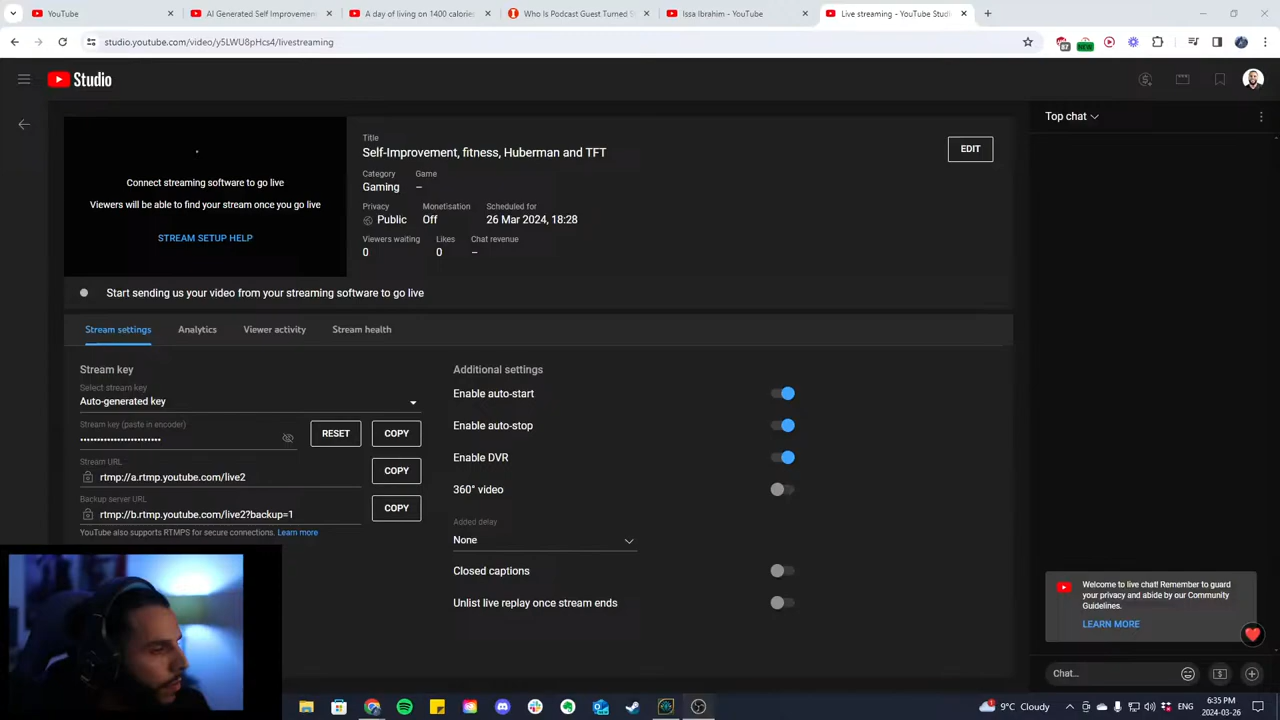 YouTube
AI Generated Self Improvement
A day of living on 1400 calories
Who Is Podcast Guest Turned S
Issa Ibrahim - YouTube
Live streaming - YouTube Studi
studio.youtube.com/video/y5LWU8pHcs4/livestreaming
87
NEW
Studio
Top chat
Connect streaming software to go live
Viewers will be able to find your stream once you go live
STREAM SETUP HELP
Title
Self-Improvement, fitness, Huberman and TFT
EDIT
Category Game
Gaming –
Privacy Monetisation Scheduled for
Public Off 26 Mar 2024, 18:28
Viewers waiting Likes Chat revenue
0 0 –
Start sending us your video from your streaming software to go live
Stream settings Analytics Viewer activity Stream health
Stream key
Select stream key
Auto-generated key
Stream key (paste in encoder)
RESET COPY
Stream URL
rtmp://a.rtmp.youtube.com/live2
COPY
Backup server URL
rtmp://b.rtmp.youtube.com/live2?backup=1
COPY
YouTube also supports RTMPS for secure connections. Learn more
Additional settings
Enable auto-start
Enable auto-stop
Enable DVR
360° video
Added delay
None
Closed captions
Unlist live replay once stream ends
Welcome to live chat! Remember to guard
your privacy and abide by our Community
Guidelines.
LEARN MORE
Chat...
9°C Cloudy
ENG
6:35 PM
2024-03-26